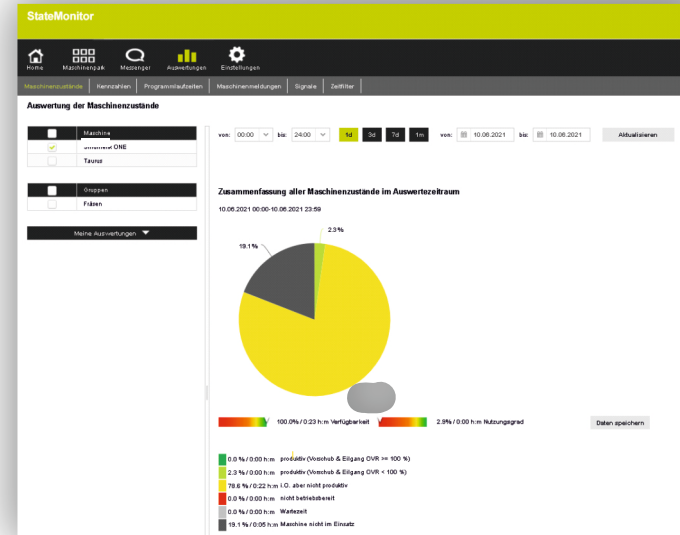 StateMonitor
Home Maschinenpark Messenger Auswertungen Einstellungen
Maschinenzustände Kennzahlen Programmlaufzeiten Maschinenmeldungen Signale Zeitfilter
Auswertung der Maschinenzustände
Maschine
ONE
Taurus
Gruppen
Fräsen
Meine Auswertungen
von: 00:00 bis: 24:00 1d 3d 7d 1m von: 10.06.2021 bis: 10.06.2021 Aktualisieren
Zusammenfassung aller Maschinenzustände im Auswertezeitraum
10.06.2021 00:00-10.06.2021 23:59
2.3%
19.1%
100.0% / 0:23 h:m Verfügbarkeit 2.9% / 0:00 h:m Nutzungsgrad Daten speichern
0.0 % / 0:00 h:m produktiv (Vorschub & Eilgang OVR >= 100 %)
2.3 % / 0:00 h:m produktiv (Vorschub & Eilgang OVR < 100 %)
78.6 % / 0:22 h:m i.O. aber nicht produktiv
0.0 % / 0:00 h:m nicht betriebsbereit
0.0 % / 0:00 h:m Wartezeit
19.1 % / 0:05 h:m Maschine nicht im Einsatz